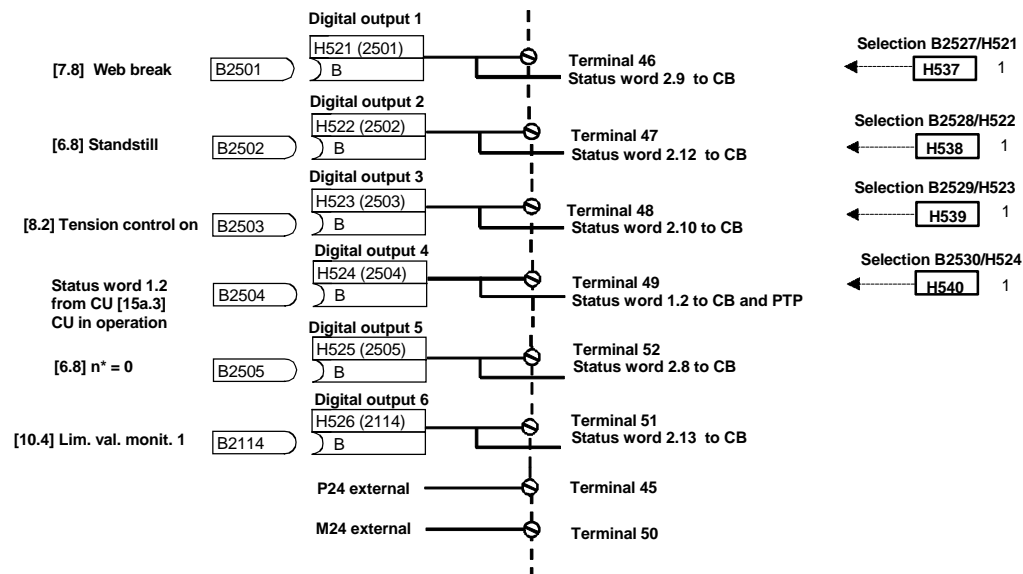 Digital output 1
H521 (2501)
B
[7.8] Web break
B2501
Terminal 46
Status word 2.9 to CB
Selection B2527/H521
H537
1
Digital output 2
H522 (2502)
B
[6.8] Standstill
B2502
Terminal 47
Status word 2.12 to CB
Selection B2528/H522
H538
1
Digital output 3
H523 (2503)
B
[8.2] Tension control on
B2503
Terminal 48
Status word 2.10 to CB
Selection B2529/H523
H539
1
Digital output 4
H524 (2504)
B
Status word 1.2
from CU [15a.3]
CU in operation
B2504
Terminal 49
Status word 1.2 to CB and PTP
Selection B2530/H524
H540
1
Digital output 5
H525 (2505)
B
[6.8] n* = 0
B2505
Terminal 52
Status word 2.8 to CB
Digital output 6
H526 (2114)
B
[10.4] Lim. val. monit. 1
B2114
Terminal 51
Status word 2.13 to CB
P24 external
Terminal 45
M24 external
Terminal 50